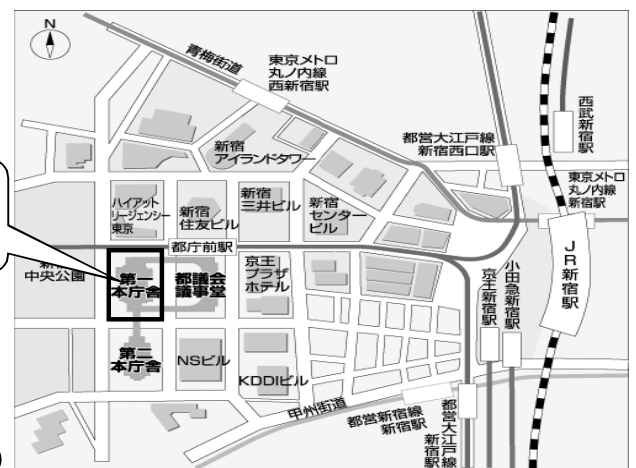 N
青梅街道
東京メトロ
丸ノ内線
西新宿駅
西武新宿駅
都営大江戸線
新宿西口駅
新宿
アイランドタワー
東京メトロ
丸ノ内線
新宿駅
ハイアット
リージェンシー
東京
新宿
住友ビル
新宿
三井ビル
新宿
センター
ビル
都庁前駅
中央公園
第一
本庁舎
都議会
議事堂
京王
プラザ
ホテル
京王新宿駅
小田急新宿駅
JR新宿駅
第二
本庁舎
NSビル
KDDIビル
甲州街道
都営新宿線
新宿駅
都営大江戸線
新宿駅